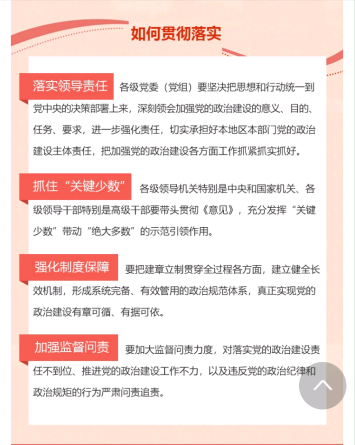 如何贯彻落实
落实领导责任 各级党委（党组）要坚决把思想和行动统一到
党中央的决策部署上来，深刻领会加强党的政治建设的意义、目的、
任务、要求，进一步强化责任，切实承担好本地区本部门党的政治
建设主体责任，把加强党的政治建设各方面工作抓紧抓实抓好。
抓住“关键少数” 各级领导机关特别是中央和国家机关、各
级领导干部特别是高级干部要带头贯彻《意见》，充分发挥“关键
少数”带动“绝大多数”的示范引领作用。
强化制度保障 要把建章立制贯穿全过程各方面，建立健全长
效机制，形成系统完备、有效管用的政治规范体系，真正实现党的
政治建设有章可循、有据可依。
加强监督问责 要加大监督问责力度，对落实党的政治建设责
任不到位、推进党的政治建设工作不力，以及违反党的政治纪律和
政治规矩的行为严肃问责追责。